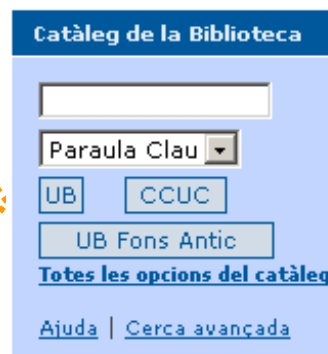 Catàleg de la Biblioteca
Paraula Clau
UB CCUC
UB Fons Antic
Totes les opcions del catàleg
Ajuda | Cerca avançada